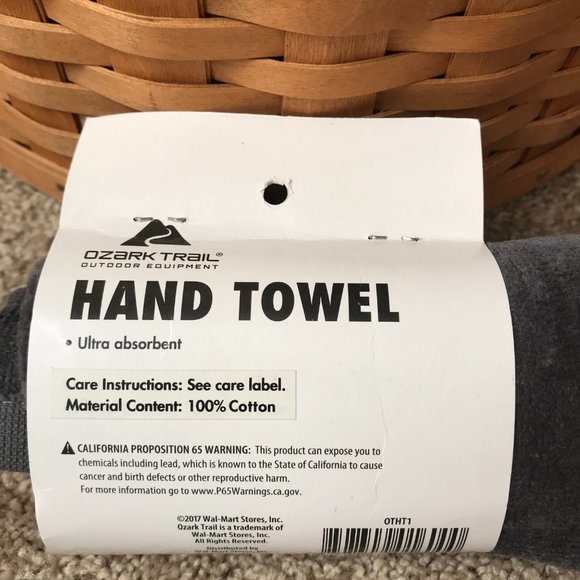 OZARK TRAIL®
OUTDOOR EQUIPMENT
HAND TOWEL
• Ultra absorbent
Care Instructions: See care label.
Material Content: 100% Cotton
⚠ CALIFORNIA PROPOSITION 65 WARNING: This product can expose you to
chemicals including lead, which is known to the State of California to cause
cancer and birth defects or other reproductive harm.
For more information go to www.P65Warnings.ca.gov.
©2017 Wal-Mart Stores, Inc.
Ozark Trail is a trademark of
Wal-Mart Stores, Inc.
All Rights Reserved.
Distributed by
Wal-Mart Stores, Inc.
OTHT1